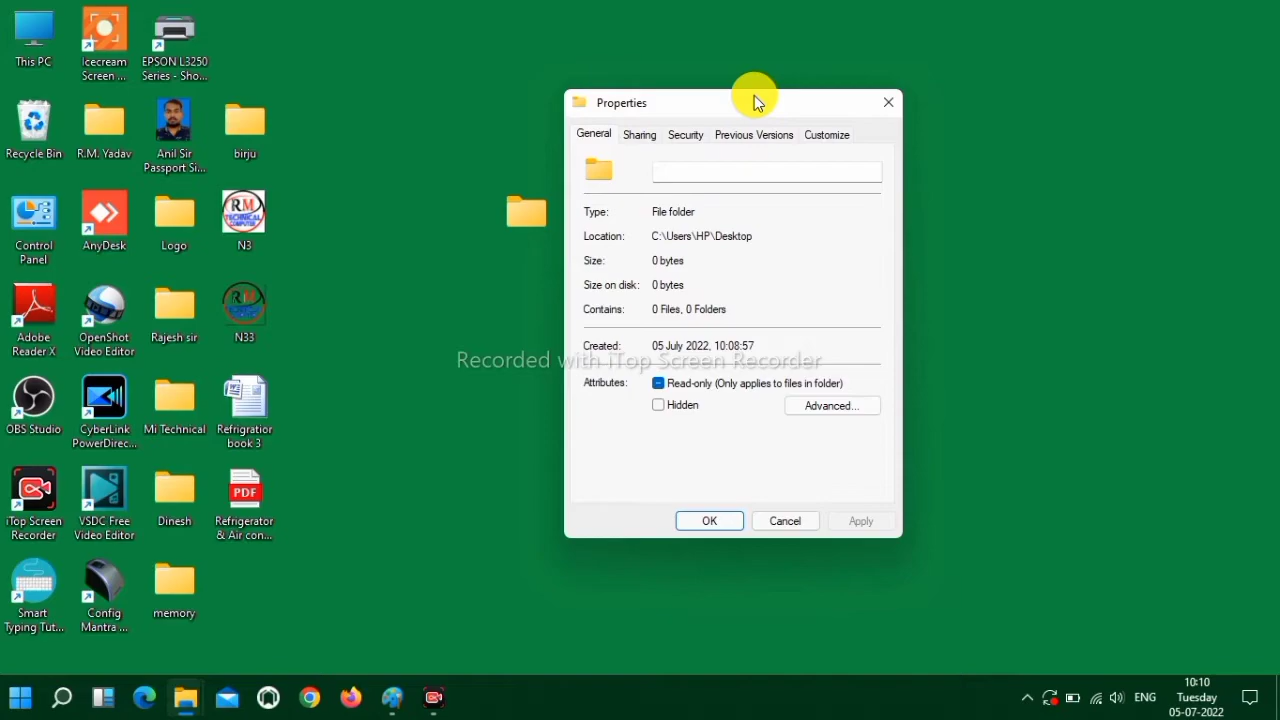 This PC
Icecream
Screen ...
EPSON L3250
Series - Sho...
Recycle Bin
R.M. Yadav
Anil Sir
Passport Si...
birju
Control
Panel
AnyDesk
Logo
RM
TECHNICAL
COMPUTER
N3
Adobe
Reader X
OpenShot
Video Editor
Rajesh sir
RM
N33
OBS Studio
CyberLink
PowerDirec...
Mi Technical
Refrigration
book 3
iTop Screen
Recorder
VSDC Free
Video Editor
Dinesh
PDF
Refrigerator
& Air con...
Smart
Typing Tut...
Config
Mantra ...
memory
Properties
General
Sharing
Security
Previous Versions
Customize
Type: File folder
Location: C:\Users\HP\Desktop
Size: 0 bytes
Size on disk: 0 bytes
Contains: 0 Files, 0 Folders
Created: 05 July 2022, 10:08:57
Recorded with iTop Screen Recorder
Attributes: Read-only (Only applies to files in folder)
Hidden
Advanced...
OK
Cancel
Apply
ENG
10:10
Tuesday
05-07-2022